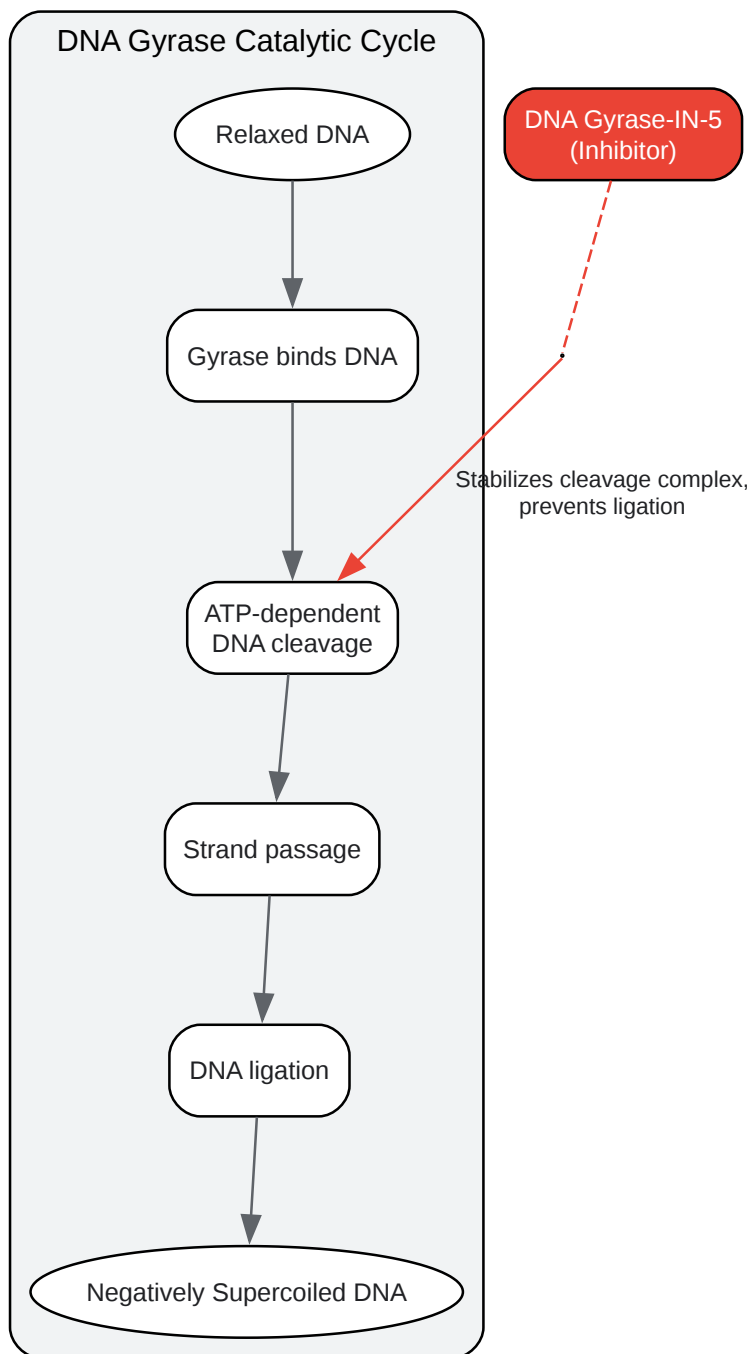 DNA Gyrase Catalytic Cycle
Relaxed DNA
DNA Gyrase-IN-5
(Inhibitor)
Gyrase binds DNA
Stabilizes cleavage complex,
prevents ligation
ATP-dependent
DNA cleavage
Strand passage
DNA ligation
Negatively Supercoiled DNA